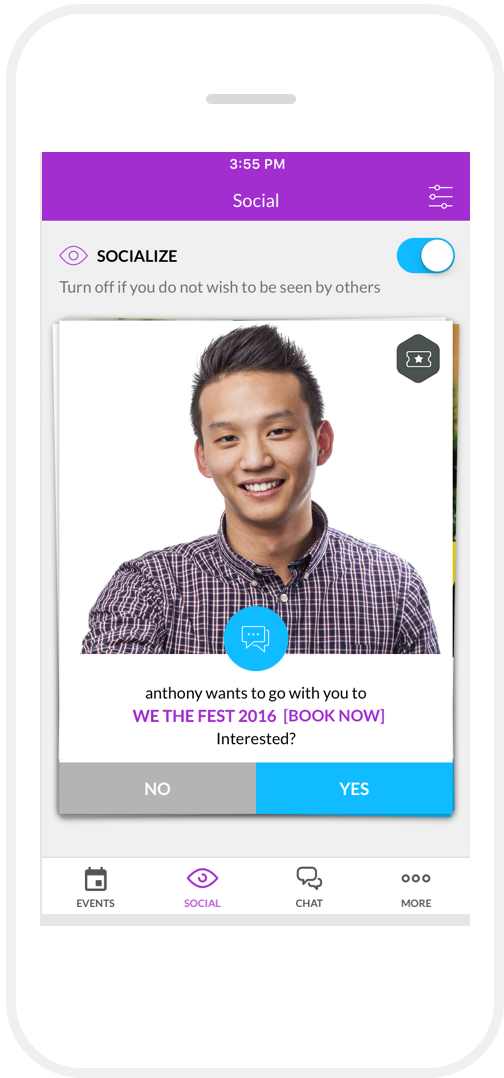 3:55 PM
Social
SOCIALIZE
Turn off if you do not wish to be seen by others
anthony wants to go with you to
WE THE FEST 2016 [BOOK NOW]
Interested?
NO YES
EVENTS SOCIAL CHAT MORE